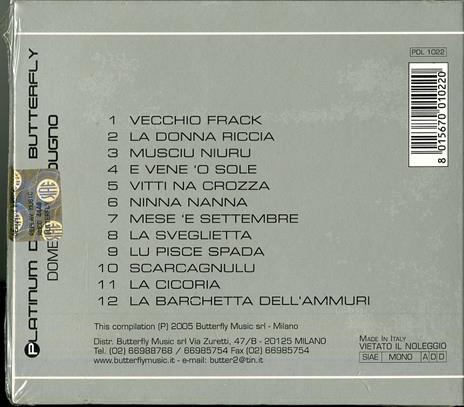 PLATINUM D BUTTERFLY
DOME DUGNO
PDL 1022
8 015670 010220
1 VECCHIO FRACK
2 LA DONNA RICCIA
3 MUSCIU NIURU
4 E VENE 'O SOLE
5 VITTI NA CROZZA
6 NINNA NANNA
7 MESE 'E SETTEMBRE
8 LA SVEGLIETTA
9 LU PISCE SPADA
10 SCARCAGNULU
11 LA CICORIA
12 LA BARCHETTA DELL'AMMURI
This compilation (P) 2005 Butterfly Music srl - Milano
Distr. Butterfly Music srl Via Zuretti, 47/B - 20125 MILANO
Tel. (02) 66988768 / 66985754 Fax (02) 66985754
www.butterflymusic.it - e-mail: butter2@tin.it
MADE IN ITALY
VIETATO IL NOLEGGIO
SIAE MONO ADD